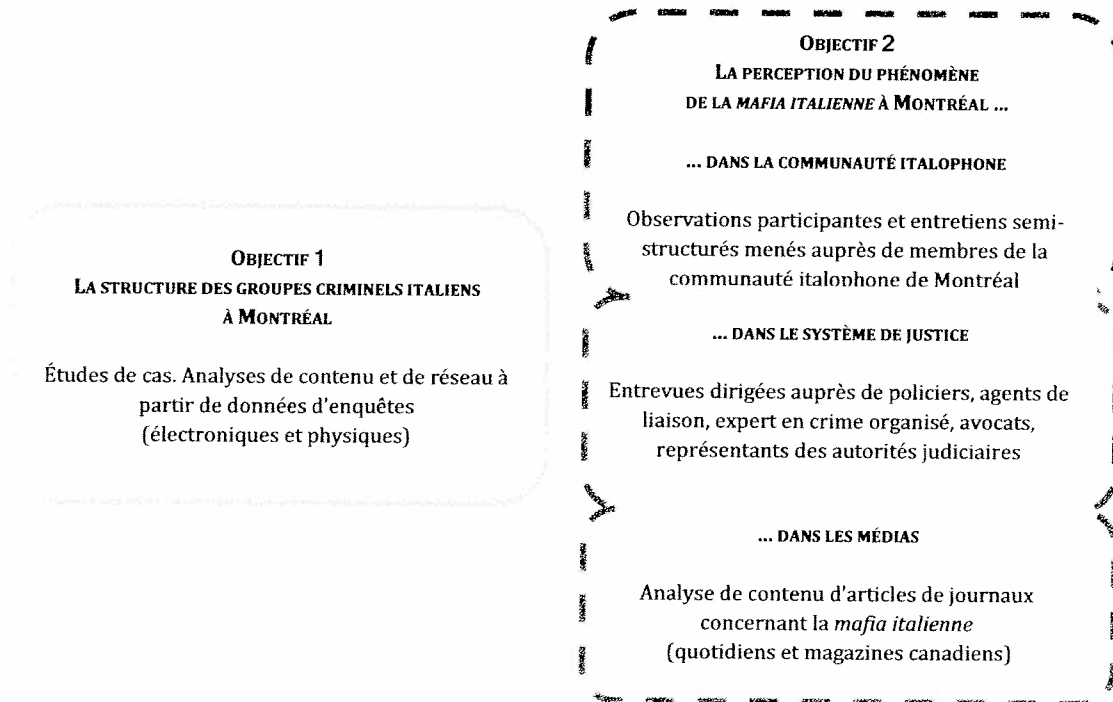 OBJECTIF 1
LA STRUCTURE DES GROUPES CRIMINELS ITALIENS
À MONTRÉAL
Études de cas. Analyses de contenu et de réseau à
partir de données d'enquêtes
(électroniques et physiques)
OBJECTIF 2
LA PERCEPTION DU PHÉNOMÈNE
DE LA MAFIA ITALIENNE À MONTRÉAL ...
... DANS LA COMMUNAUTÉ ITALOPHONE
Observations participantes et entretiens semi-
structurés menés auprès de membres de la
communauté italophone de Montréal
... DANS LE SYSTÈME DE JUSTICE
Entrevues dirigées auprès de policiers, agents de
liaison, expert en crime organisé, avocats,
représentants des autorités judiciaires
... DANS LES MÉDIAS
Analyse de contenu d'articles de journaux
concernant la mafia italienne
(quotidiens et magazines canadiens)